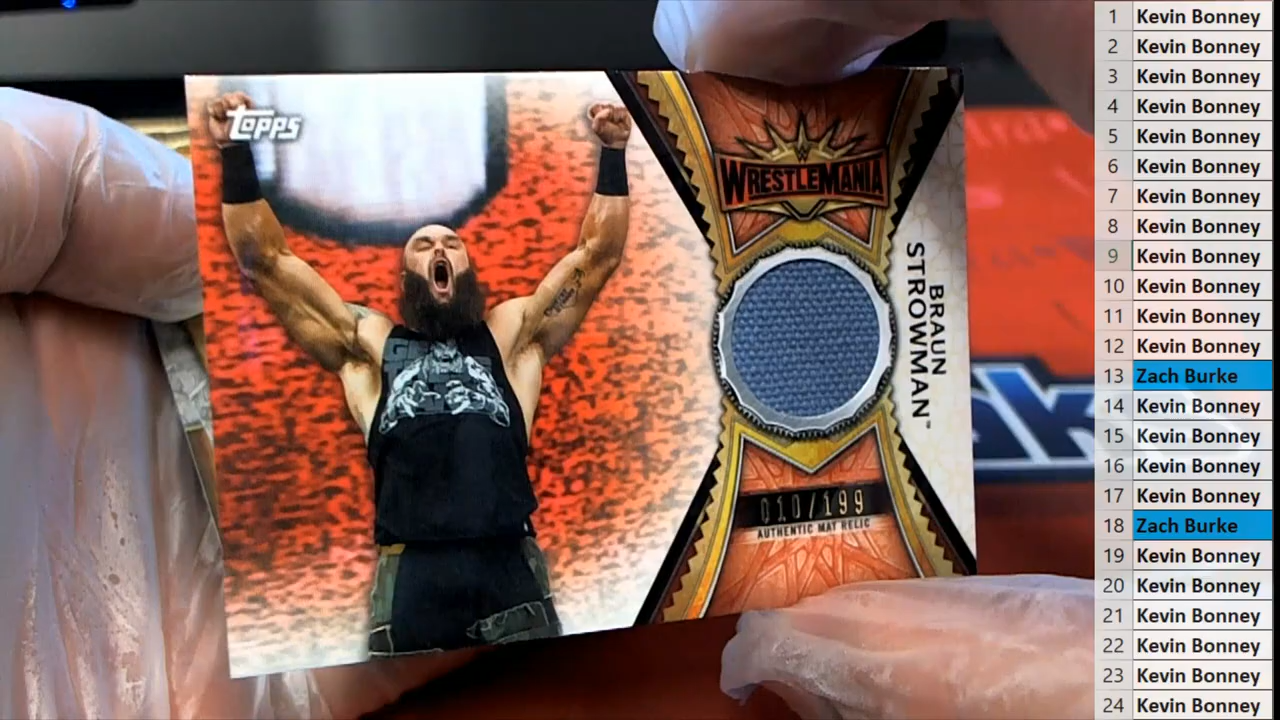 Topps
WRESTLEMANIA
BRAUN
STROWMAN™
010/199
AUTHENTIC MAT RELIC
1 Kevin Bonney
2 Kevin Bonney
3 Kevin Bonney
4 Kevin Bonney
5 Kevin Bonney
6 Kevin Bonney
7 Kevin Bonney
8 Kevin Bonney
9 Kevin Bonney
10 Kevin Bonney
11 Kevin Bonney
12 Kevin Bonney
13 Zach Burke
14 Kevin Bonney
15 Kevin Bonney
16 Kevin Bonney
17 Kevin Bonney
18 Zach Burke
19 Kevin Bonney
20 Kevin Bonney
21 Kevin Bonney
22 Kevin Bonney
23 Kevin Bonney
24 Kevin Bonney